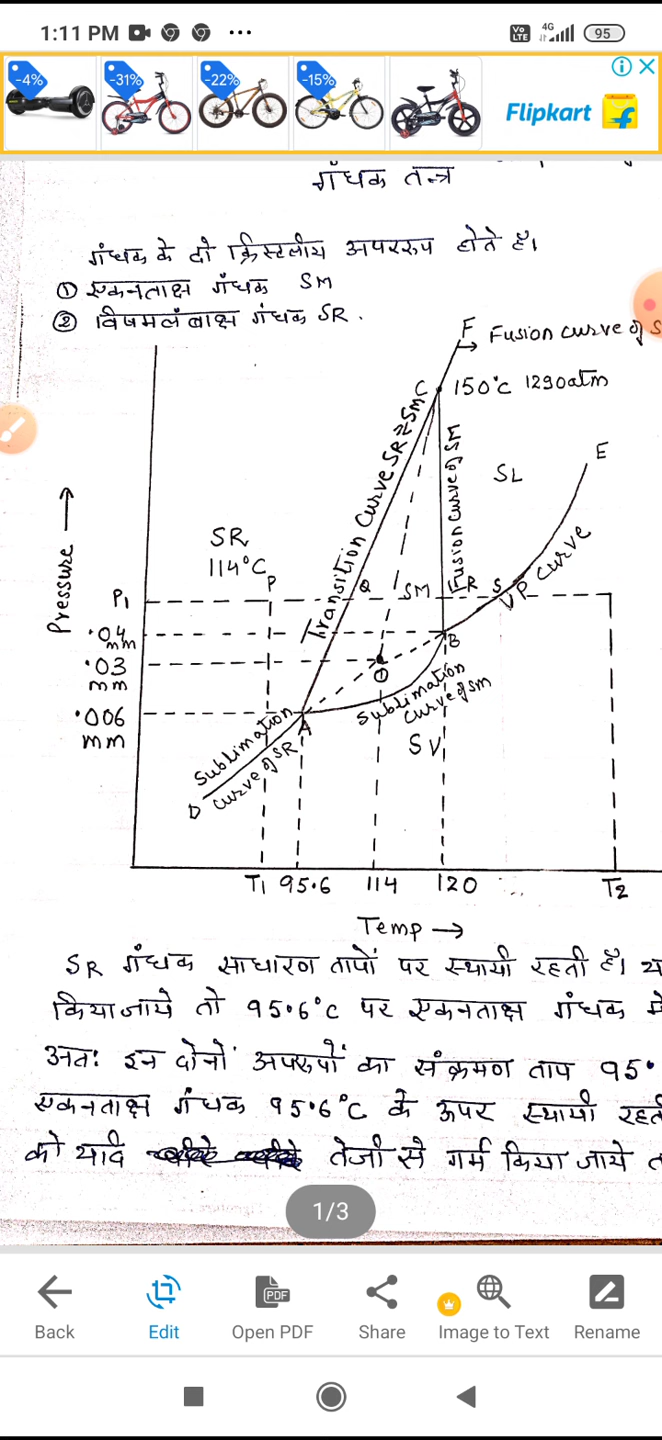 1:11 PM
4G
Vo LTE
95
-4%
-31%
-22%
-15%
Flipkart
गंधक तन्त्र
गंधक के दो क्रिस्टलीय अपररूप होते हैं।
① एकनताक्ष गंधक SM
② विषमलंबाक्ष गंधक SR.
F
Fusion curve of S
C
150°C 1290atm
Transition Curve SR⇌SM
Fusion curve of SM
E
SL
SR
114°C
Pressure →
P
P1
Q
SM
R
S
VP curve
.04 mm
B
.03 mm
O
.006 mm
A
Sublimation curve of SM
Sublimation curve of SR
SV
D
T1 95.6 114 120 T2
Temp →
SR गंधक साधारण तापों पर स्थायी रहती है। य
किया जाये तो 95.6°C पर एकनताक्ष गंधक में
अतः इन दोनों अपरुपों का संक्रमण ताप 95.
एकनताक्ष गंधक 95.6°C के ऊपर स्थायी रहत
को यदि तेजी से गर्म किया जाये त
1/3
Back
Edit
PDF
Open PDF
Share
Image to Text
Rename